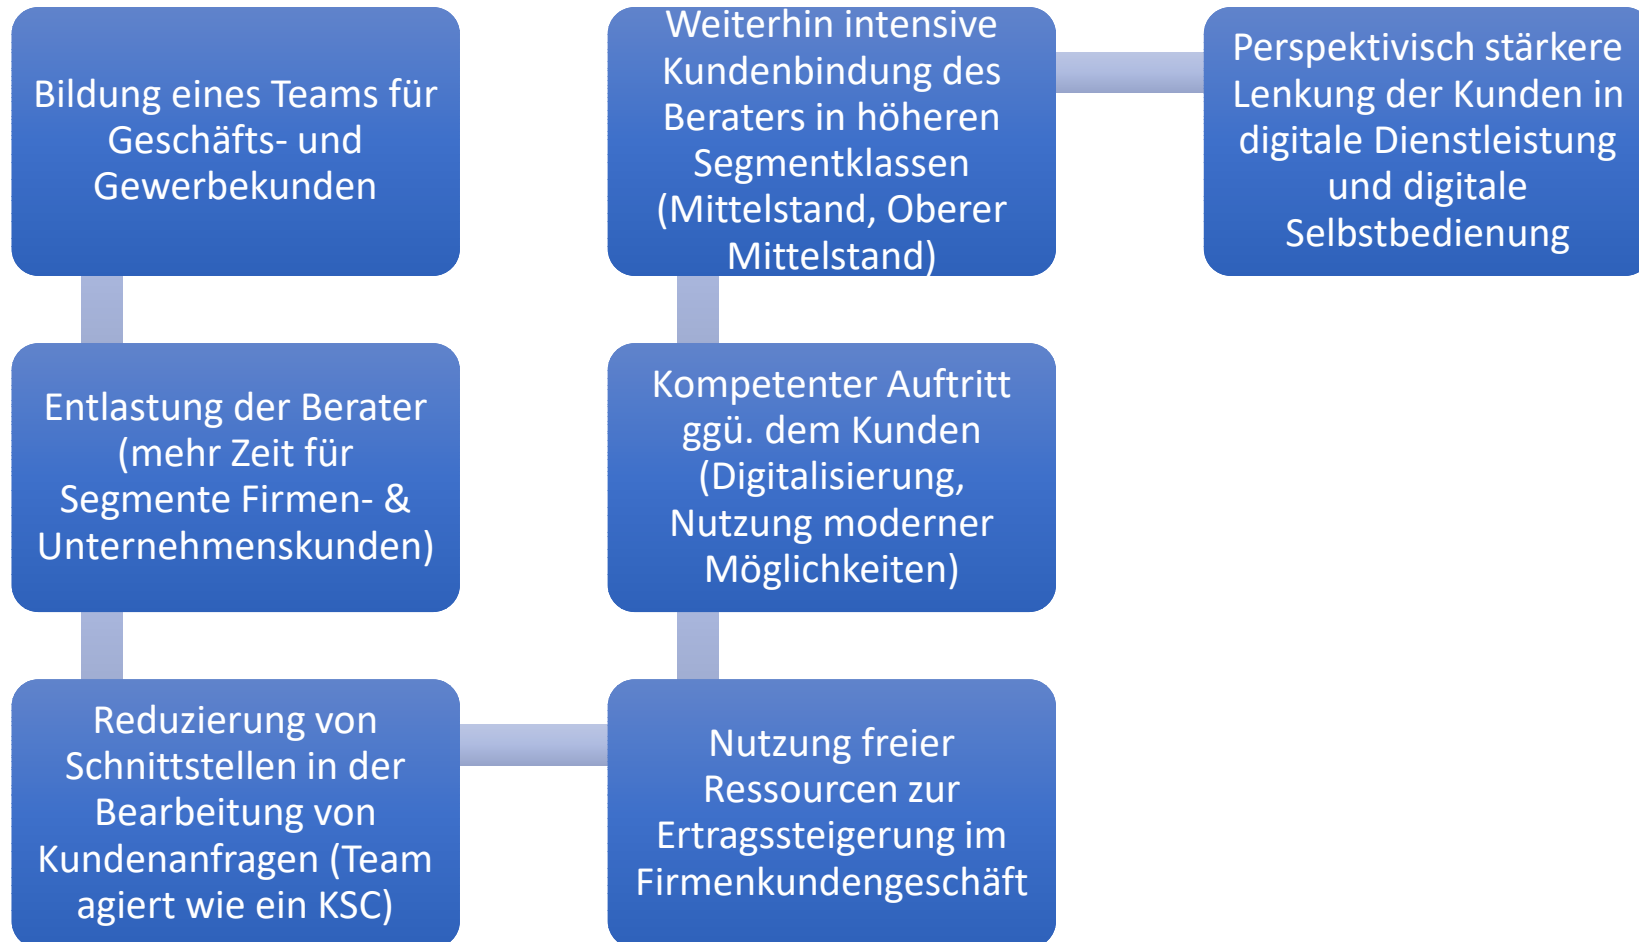 Bildung eines Teams für
Geschäfts- und
Gewerbekunden
Entlastung der Berater
(mehr Zeit für
Segmente Firmen- &
Unternehmenskunden)
Reduzierung von
Schnittstellen in der
Bearbeitung von
Kundenanfragen (Team
agiert wie ein KSC)
Nutzung freier
Ressourcen zur
Ertragssteigerung im
Firmenkundengeschäft
Kompetenter Auftritt
ggü. dem Kunden
(Digitalisierung,
Nutzung moderner
Möglichkeiten)
Weiterhin intensive
Kundenbindung des
Beraters in höheren
Segmentklassen
(Mittelstand, Oberer
Mittelstand)
Perspektivisch stärkere
Lenkung der Kunden in
digitale Dienstleistung
und digitale
Selbstbedienung